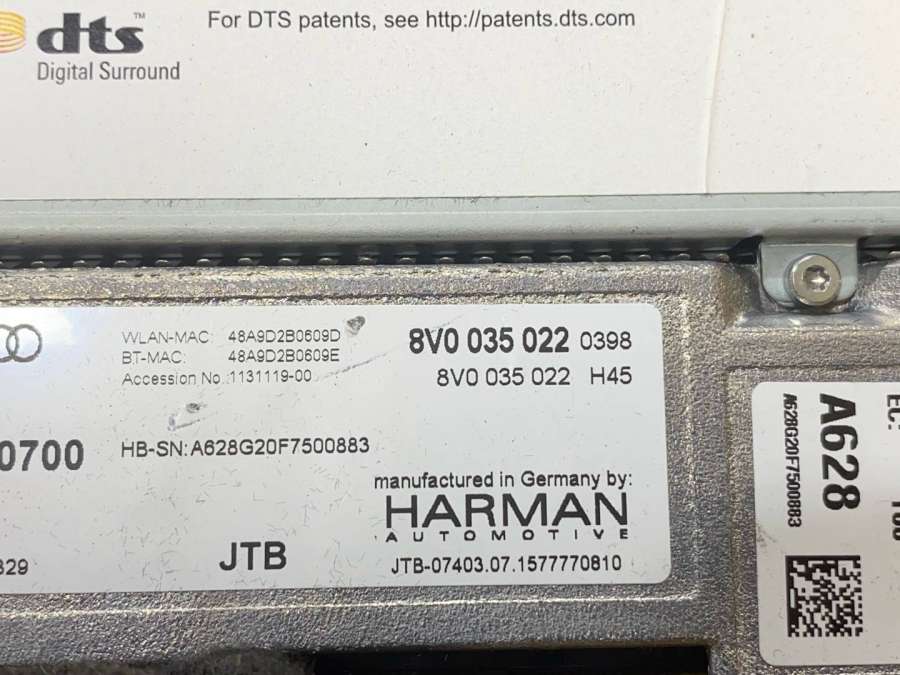 dts™
Digital Surround
For DTS patents, see http://patents.dts.com
WLAN-MAC: 48A9D2B0609D
BT-MAC: 48A9D2B0609E
Accession No.:1131119-00
8V0 035 022 0398
8V0 035 022 H45
0700
HB-SN: A628G20F7500883
manufactured in Germany by:
HARMAN
AUTOMOTIVE
329
JTB
JTB-07403.07.1577770810
EC:
A628
A628G20F7500883